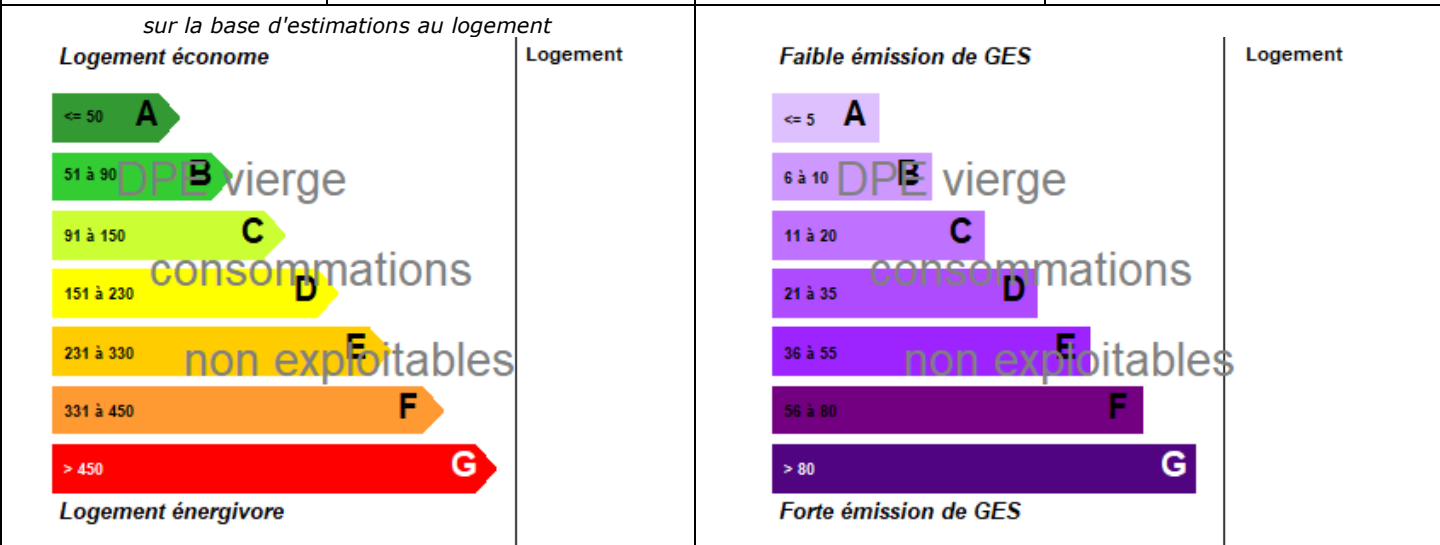 sur la base d'estimations au logement
Logement économe
Logement
<= 50 A
51 à 90 B
DPE vierge
91 à 150 C
consommations
151 à 230 D
231 à 330 E
non exploitables
331 à 450 F
> 450 G
Logement énergivore
Faible émission de GES
Logement
<= 5 A
6 à 10 B
DPE vierge
11 à 20 C
consommations
21 à 35 D
36 à 55 E
non exploitables
56 à 80 F
> 80 G
Forte émission de GES